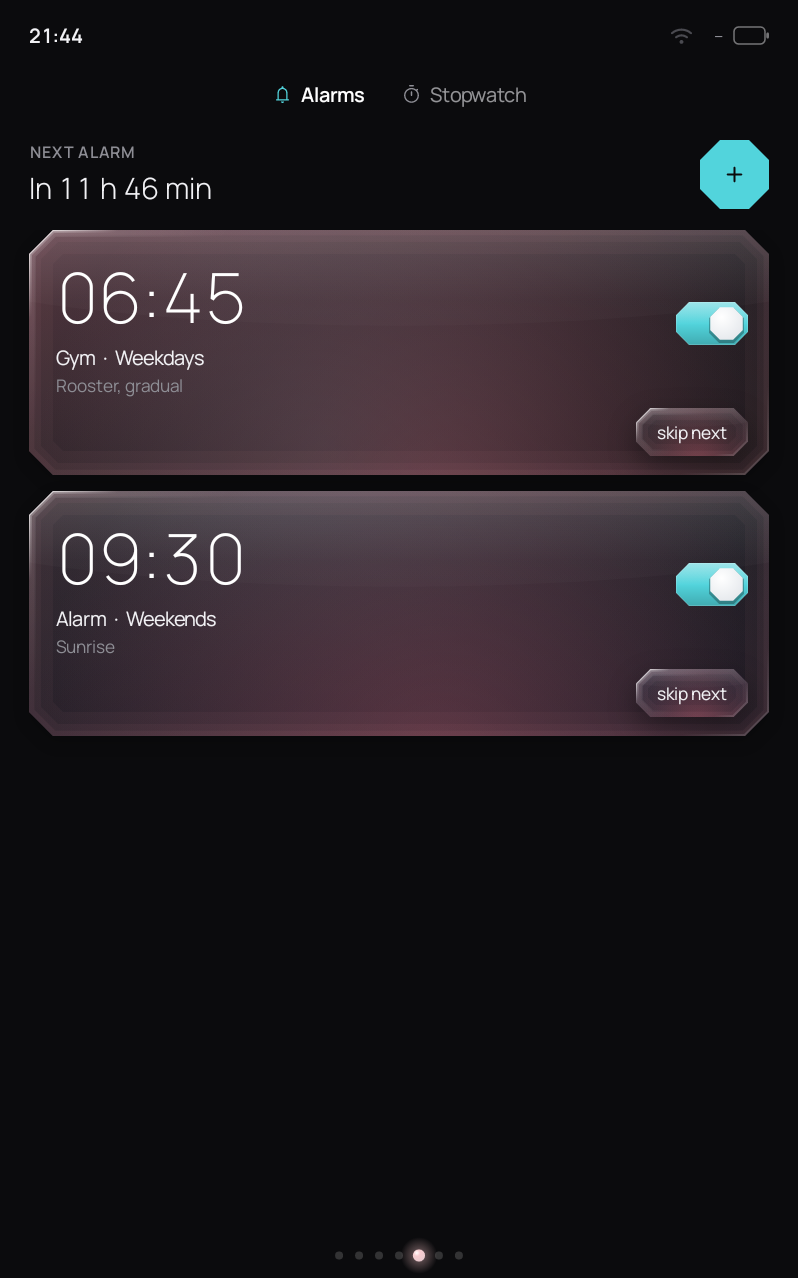 21:44
–
Alarms Stopwatch
NEXT ALARM
In 11 h 46 min
+
06:45
Gym · Weekdays
Rooster, gradual
skip next
09:30
Alarm · Weekends
Sunrise
skip next